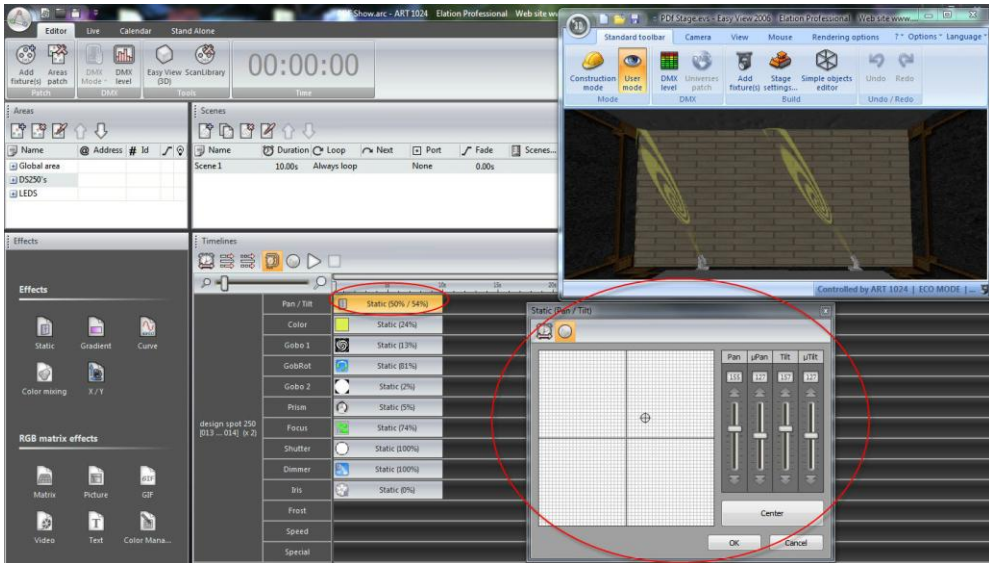 PDFShow.arc - ART 1024 Elation Professional Web site ww
Editor Live Calendar Stand Alone
Add fixture(s) Areas patch DMX Mode DMX level Easy View (3D) ScanLibrary
00:00:00
Patch DMX Tools Time
Areas
Name @ Address # Id
Global area
DS250's
LEDS
Scenes
Name Duration Loop Next Port Fade Scenes...
Scene 1 10.00s Always loop None 0.00s
PDf Stage.evs - Easy View 2006 Elation Professional Web site www.
Standard toolbar Camera View Mouse Rendering options ? Options Language
Construction mode User mode DMX level Universes patch Add fixture(s) Stage settings... Simple objects editor Undo Redo
Mode DMX Build Undo / Redo
Controlled by ART 1024 | ECO MODE | ...
Effects
Effects
Static Gradient Curve
Color mixing X / Y
RGB matrix effects
Matrix Picture GIF
Video Text Color Mana...
Timelines
Pan / Tilt Static (50% / 54%)
Color Static (24%)
Gobo 1 Static (13%)
GobRot Static (81%)
Gobo 2 Static (2%)
Prism Static (5%)
design spot 250
[013 ... 014] (x 2)
Focus Static (74%)
Shutter Static (100%)
Dimmer Static (100%)
Iris Static (0%)
Frost
Speed
Special
Static (Pan / Tilt)
Pan µPan Tilt µTilt
155 127 137 127
Center
OK Cancel